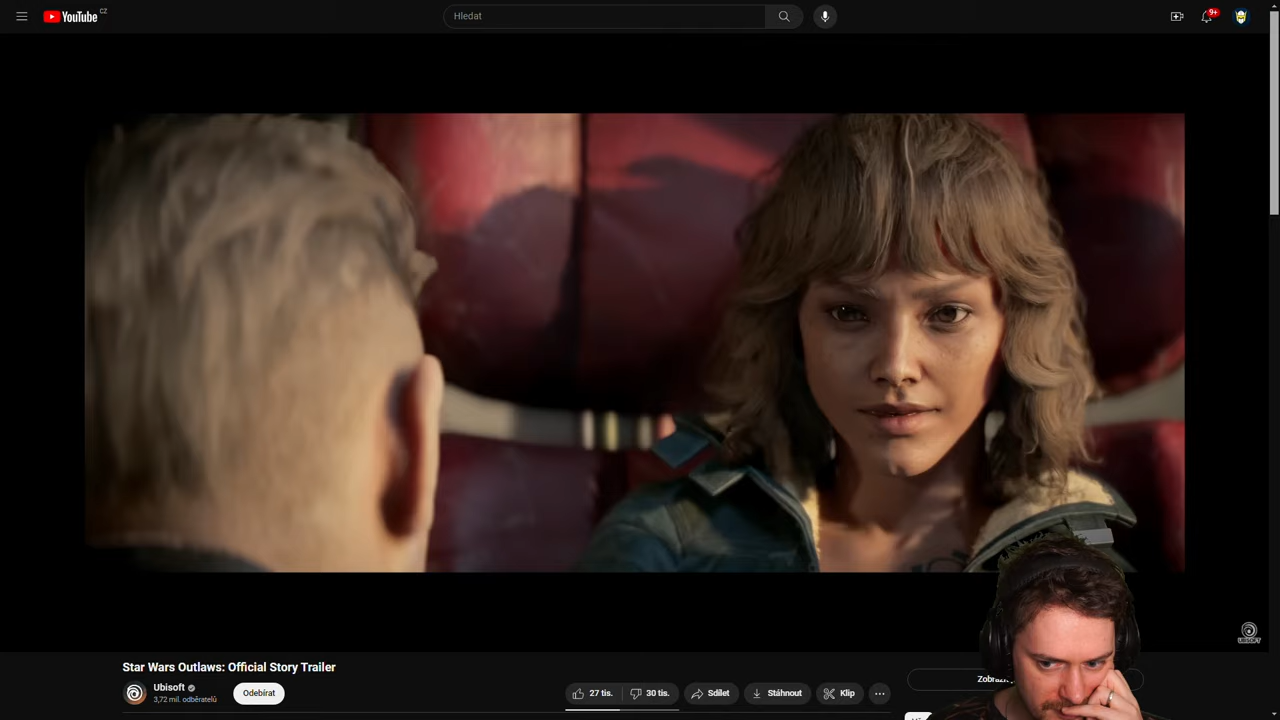 YouTube CZ
Hledat
9+
UBISOFT
Star Wars Outlaws: Official Story Trailer
Ubisoft
3,72 mil. odběratelů
Odebírat
27 tis.
30 tis.
Sdílet
Stáhnout
Klip